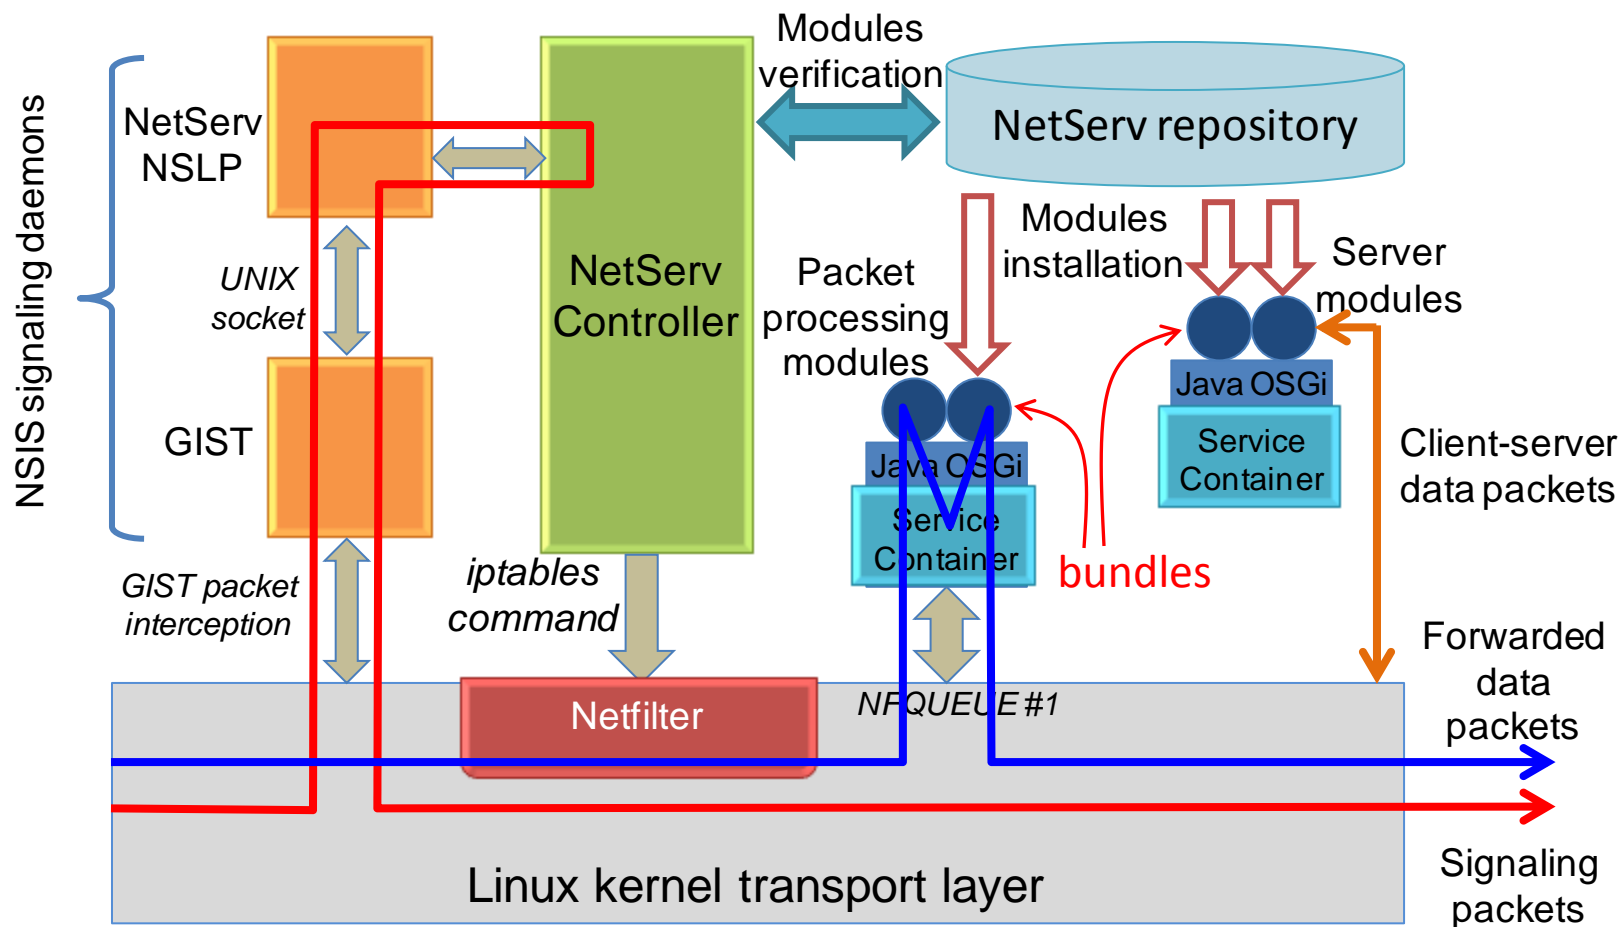 NSIS signaling daemons
NetServ
NSLP
UNIX
socket
GIST
GIST packet
interception
NetServ
Controller
iptables
command
Modules
verification
NetServ repository
Modules
installation
Packet
processing
modules
Server
modules
Java OSGi
Service
Container
Java OSGi
Service
Container
bundles
Client-server
data packets
Netfilter
NFQUEUE #1
Forwarded
data
packets
Linux kernel transport layer
Signaling
packets